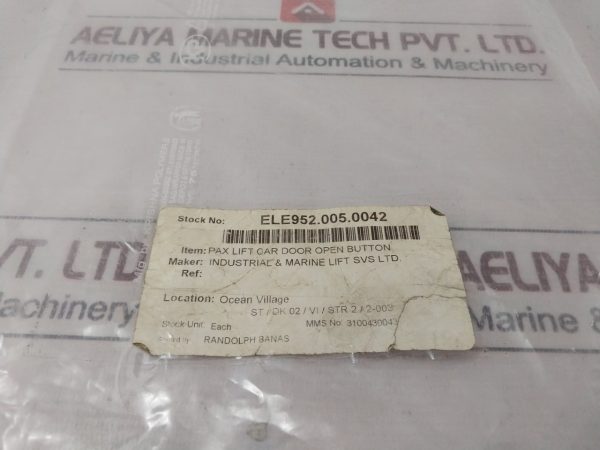 AELIYA MARINE TECH PVT. LTD.
Marine & Industrial Automation & Machinery
Stock No: ELE952.005.0042
Item: PAX LIFT CAR DOOR OPEN BUTTON
Maker: INDUSTRIAL & MARINE LIFT SVS LTD.
Ref:
Location: Ocean Village
ST / DK 02 / VI / STR 2 / 2-003
Stock Unit: Each MMS No: 3100430043
RANDOLPH BANAS
VT. LTD.
Machinery
AELIYA
Marine &